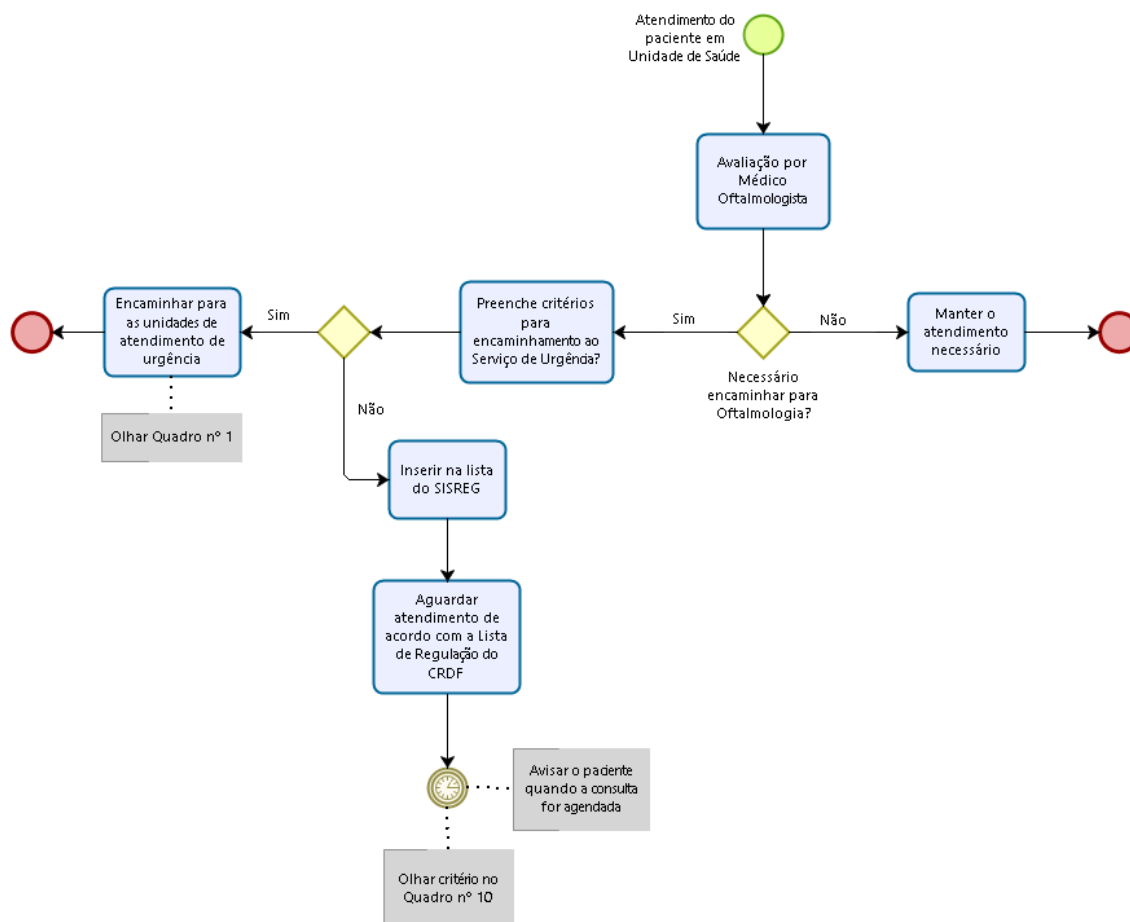 Atendimento do
paciente em
Unidade de Saúde
Avaliação por
Médico
Oftalmologista
Encaminhar para
as unidades de
atendimento de
urgência
Sim
Preenche critérios
para
encaminhamento ao
Serviço de Urgência?
Sim
Não
Manter o
atendimento
necessário
Necessário
encaminhar para
Oftalmologia?
Olhar Quadro nº 1
Não
Inserir na lista
do SISREG
Aguardar
atendimento de
acordo com a Lista
de Regulação do
CRDF
Avisar o paciente
quando a consulta
for agendada
Olhar critério no
Quadro nº 10